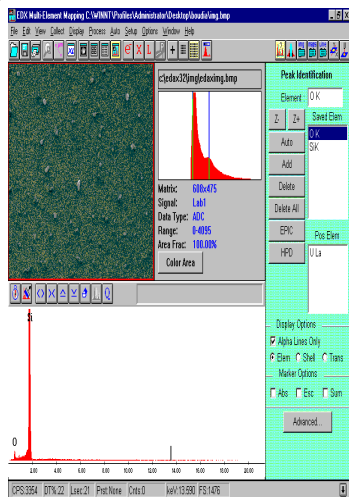 EDX Multi-Element Mapping C:\WINNT\Profiles\Administrator\Desktop\boudia\img.bmp
File Edit View Collect Display Process Auto Setup Options Window Help
c:\edax32\img\edaximg.bmp
Matrix: 608x475
Signal: Lab1
Data Type: ADC
Range: 0-4095
Area Frac: 100.00%
Color Area
Peak Identification
Element: O K
Z- Z+ Saved Elem
O K
SiK
Auto
Add
Delete
Delete All
EPIC
HPD
Pos Elem
U La
Display Options
Alpha Lines Only
Elem Shell Trans
Marker Options
Abs Esc Sum
Advanced...
Si
O
2.00 4.00 6.00 8.00 10.00 12.00 14.00 16.00 18.00 20.00
CPS:3354 DT%:22 Lsec:21 Prst:None Cnts:0 keV:13.590 FS:1476